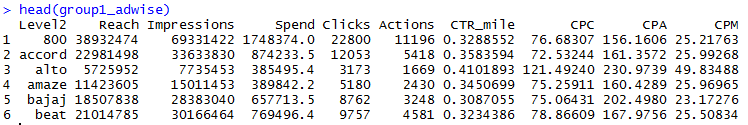 > head(group1_adwise)
Level2 Reach Impressions Spend Clicks Actions CTR_mile CPC CPA CPM
1 800 38932474 69331422 1748374.0 22800 11196 0.3288552 76.68307 156.1606 25.21763
2 accord 22981498 33633830 874233.5 12053 5418 0.3583594 72.53244 161.3572 25.99268
3 alto 5725952 7735453 385495.4 3173 1669 0.4101893 121.49240 230.9739 49.83488
4 amaze 11423605 15011453 389842.2 5180 2430 0.3450699 75.25911 160.4289 25.96965
5 bajaj 18507838 28383040 657713.5 8762 3248 0.3087055 75.06431 202.4980 23.17276
6 beat 21014785 30166464 769496.4 9757 4581 0.3234386 78.86609 167.9756 25.50834